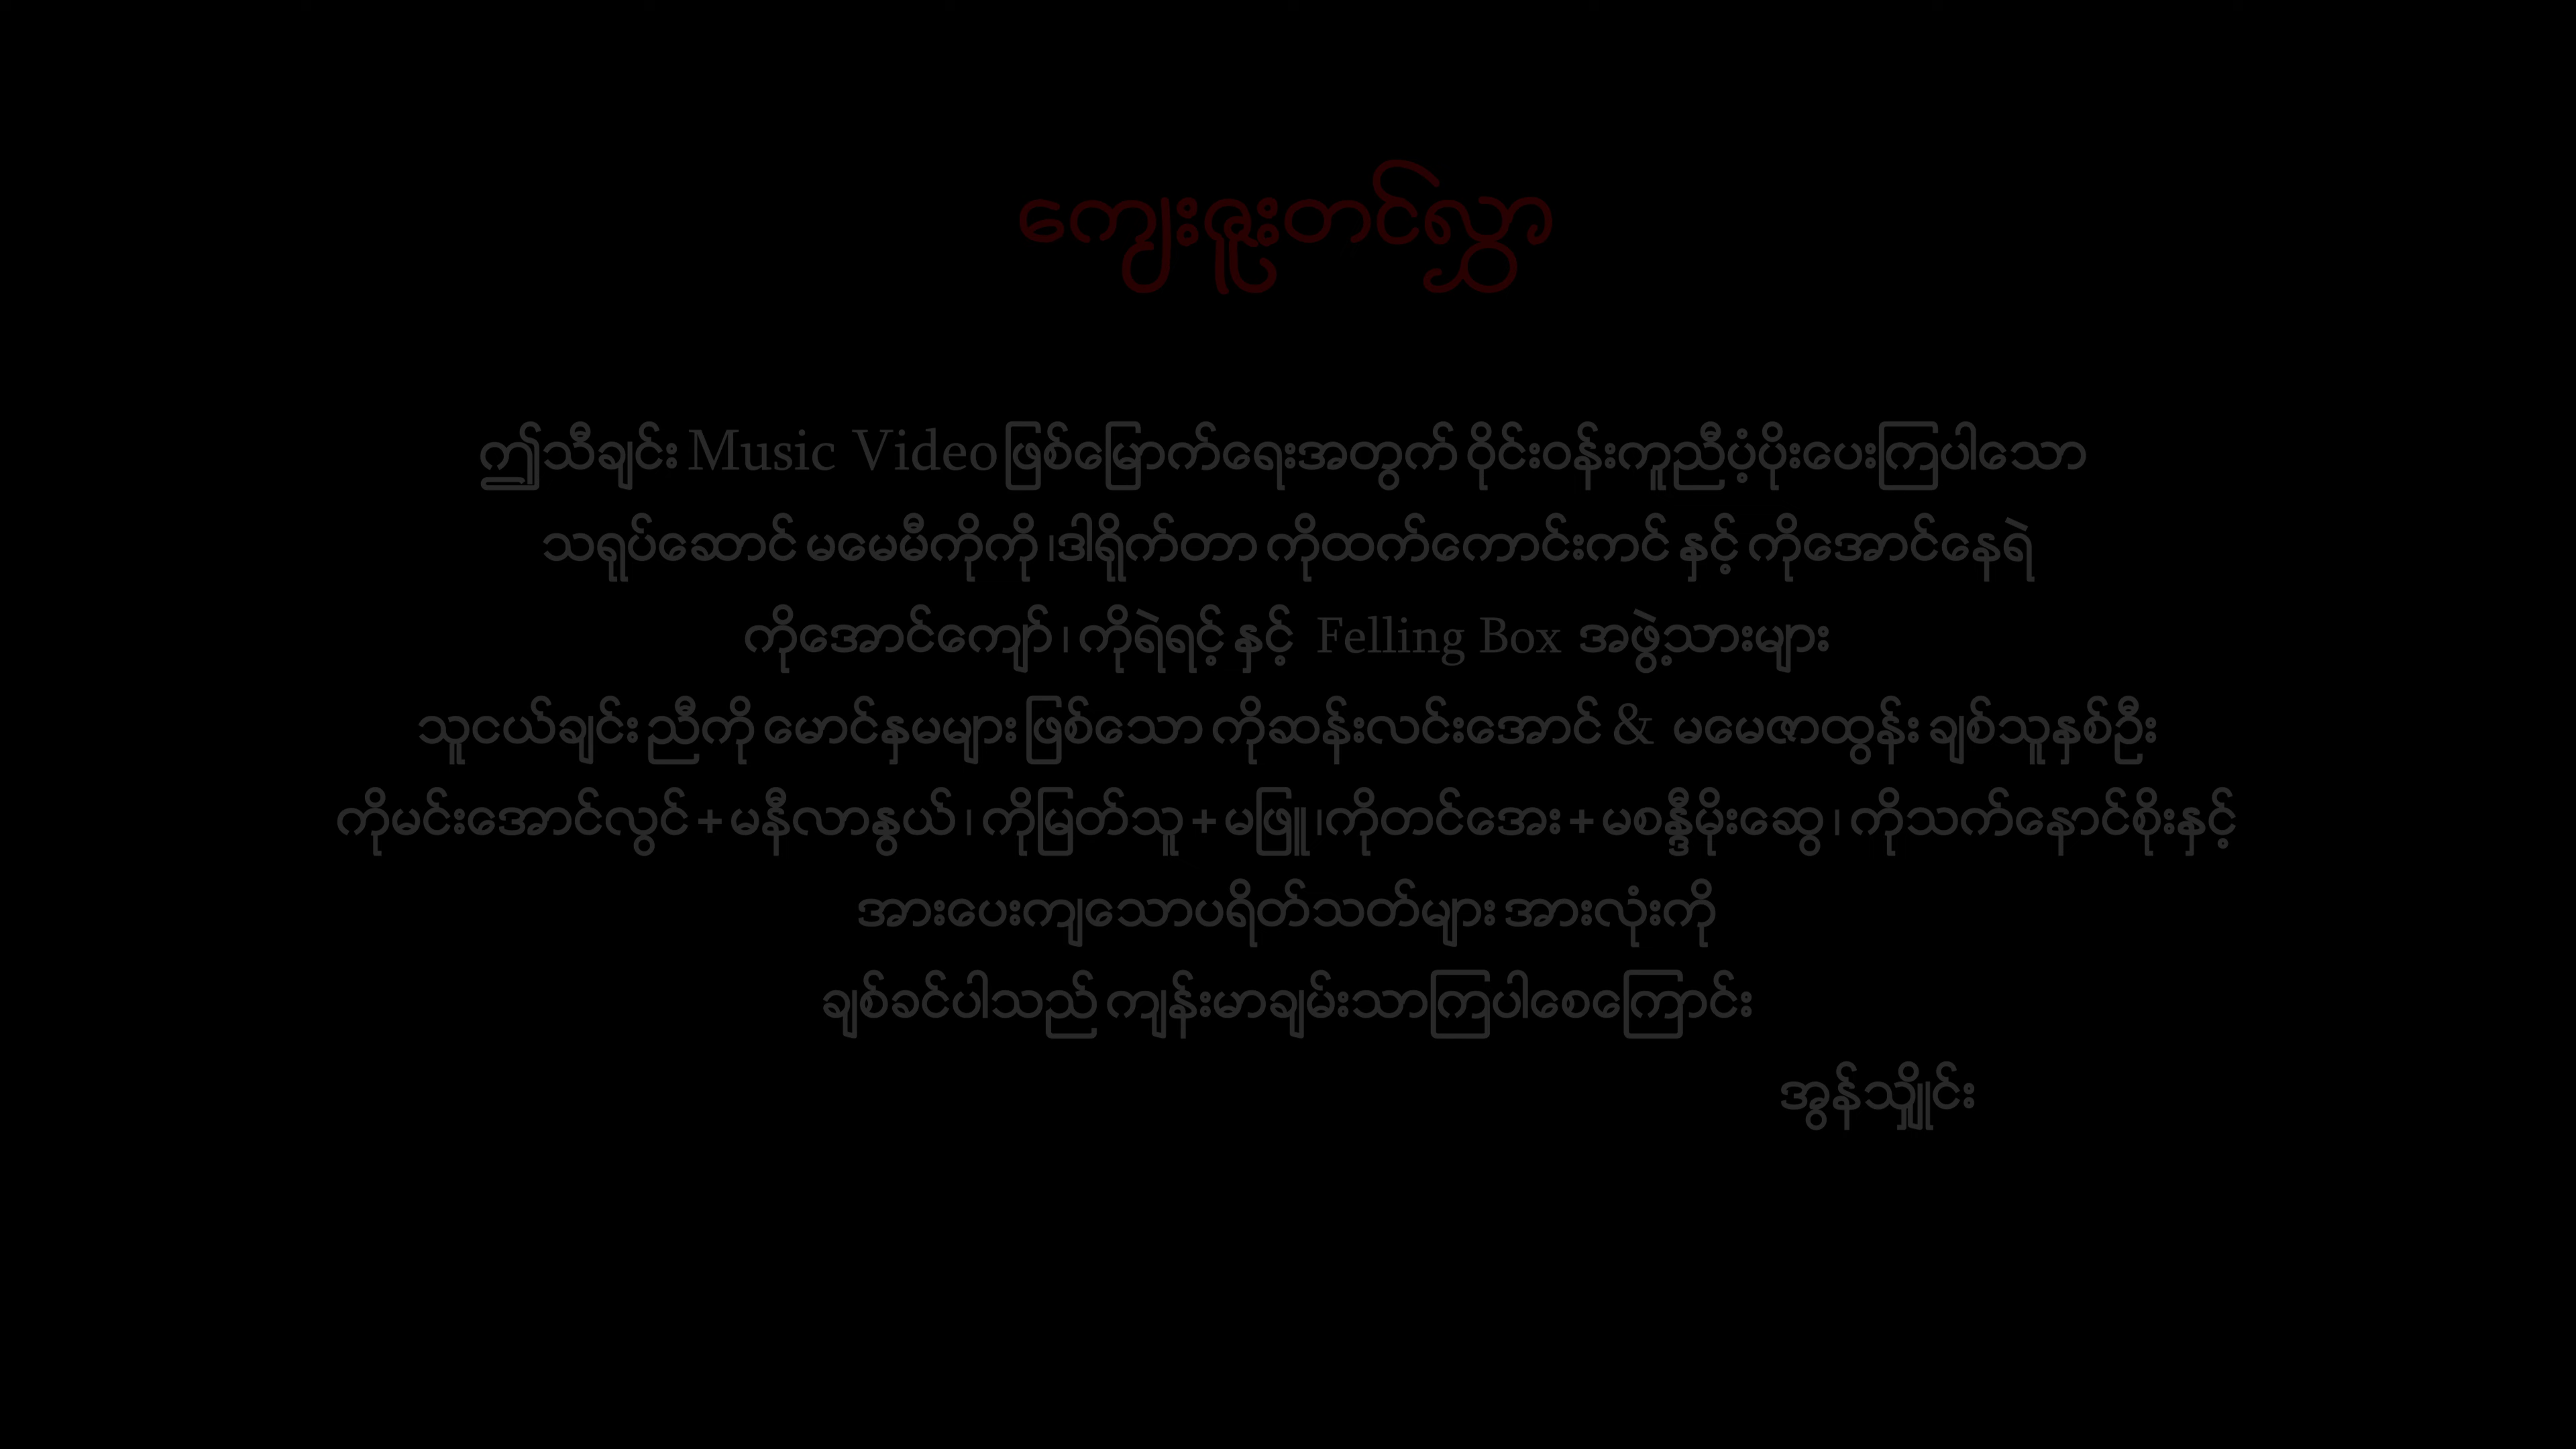 ကျေးဇူးတင်လွှာ
ဤသီချင်း Music Video ဖြစ်မြောက်ရေးအတွက် ဝိုင်းဝန်းကူညီပံ့ပိုးပေးကြပါသော
သရုပ်ဆောင် မမေမီကိုကို ၊ဒါရိုက်တာ ကိုထက်ကောင်းကင် နှင့် ကိုအောင်နေရဲ
ကိုအောင်ကျော် ၊ ကိုရဲရင့် နှင့် Felling Box အဖွဲ့သားများ
သူငယ်ချင်း ညီကို မောင်နှမများ ဖြစ်သော ကိုဆန်းလင်းအောင် & မမေဇာထွန်း ချစ်သူနှစ်ဦး
ကိုမင်းအောင်လွင် + မနီလာနွယ် ၊ ကိုမြတ်သူ + မဖြူ ၊ကိုတင်အေး + မစန္ဒီမိုးဆွေ ၊ ကိုသက်နောင်စိုးနှင့်
အားပေးကျသောပရိတ်သတ်များ အားလုံးကို
ချစ်ခင်ပါသည် ကျန်းမာချမ်းသာကြပါစေကြောင်း
အွန်သျှိုင်း